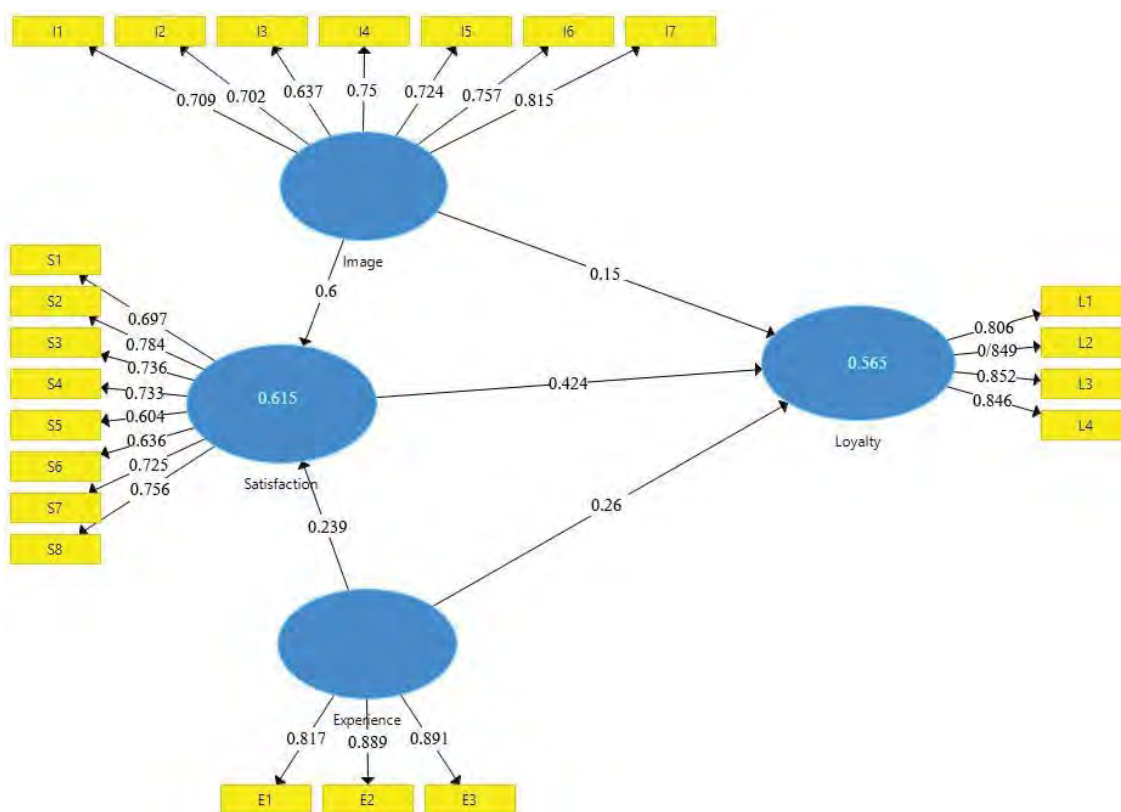 I1 I2 I3 I4 I5 I6 I7
0.709 0.702 0.637 0.75 0.724 0.757 0.815
Image
0.6
0.15
S1
S2
S3
S4
S5
S6
S7
S8
0.697
0.784
0.736
0.733
0.604
0.636
0.725
0.756
0.615
Satisfaction
0.424
0.565
Loyalty
0.806
0/849
0.852
0.846
L1
L2
L3
L4
0.239
0.26
Experience
0.817 0.889 0.891
E1 E2 E3